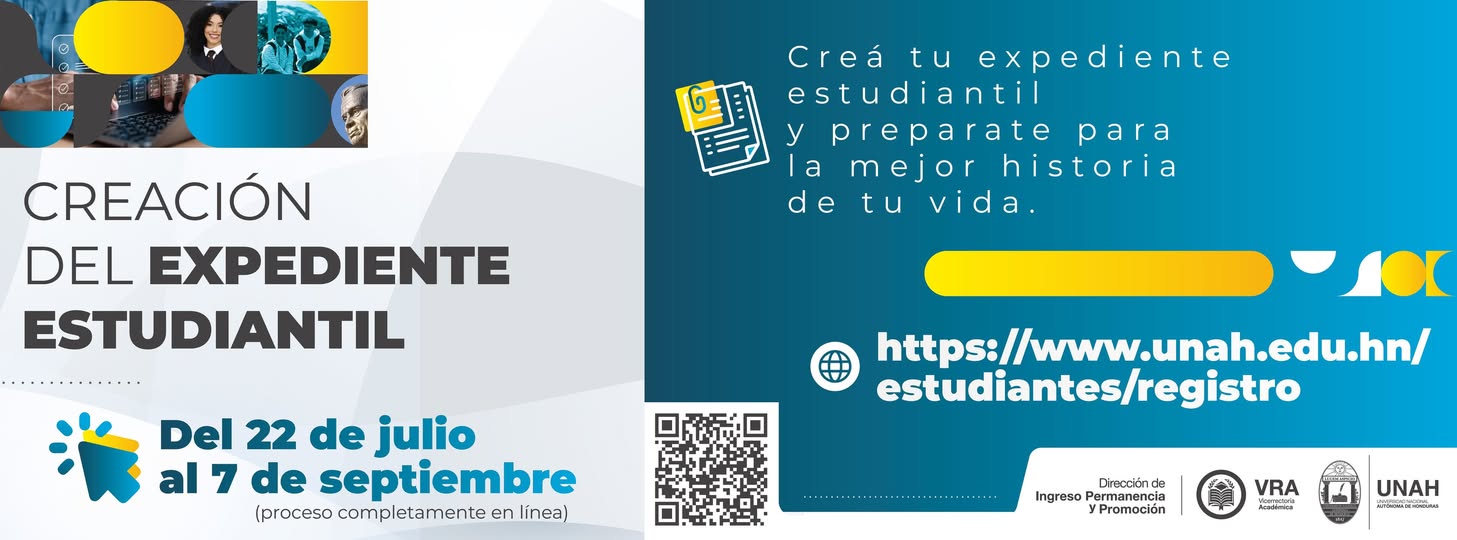 CREACIÓN
DEL EXPEDIENTE
ESTUDIANTIL
Del 22 de julio
al 7 de septiembre
(proceso completamente en línea)
Creá tu expediente
estudiantil
y preparate para
la mejor historia
de tu vida.
https://www.unah.edu.hn/
estudiantes/registro
Dirección de
Ingreso Permanencia
y Promoción
VRA
Vicerrectoría
Académica
UNAH
UNIVERSIDAD NACIONAL
AUTÓNOMA DE HONDURAS